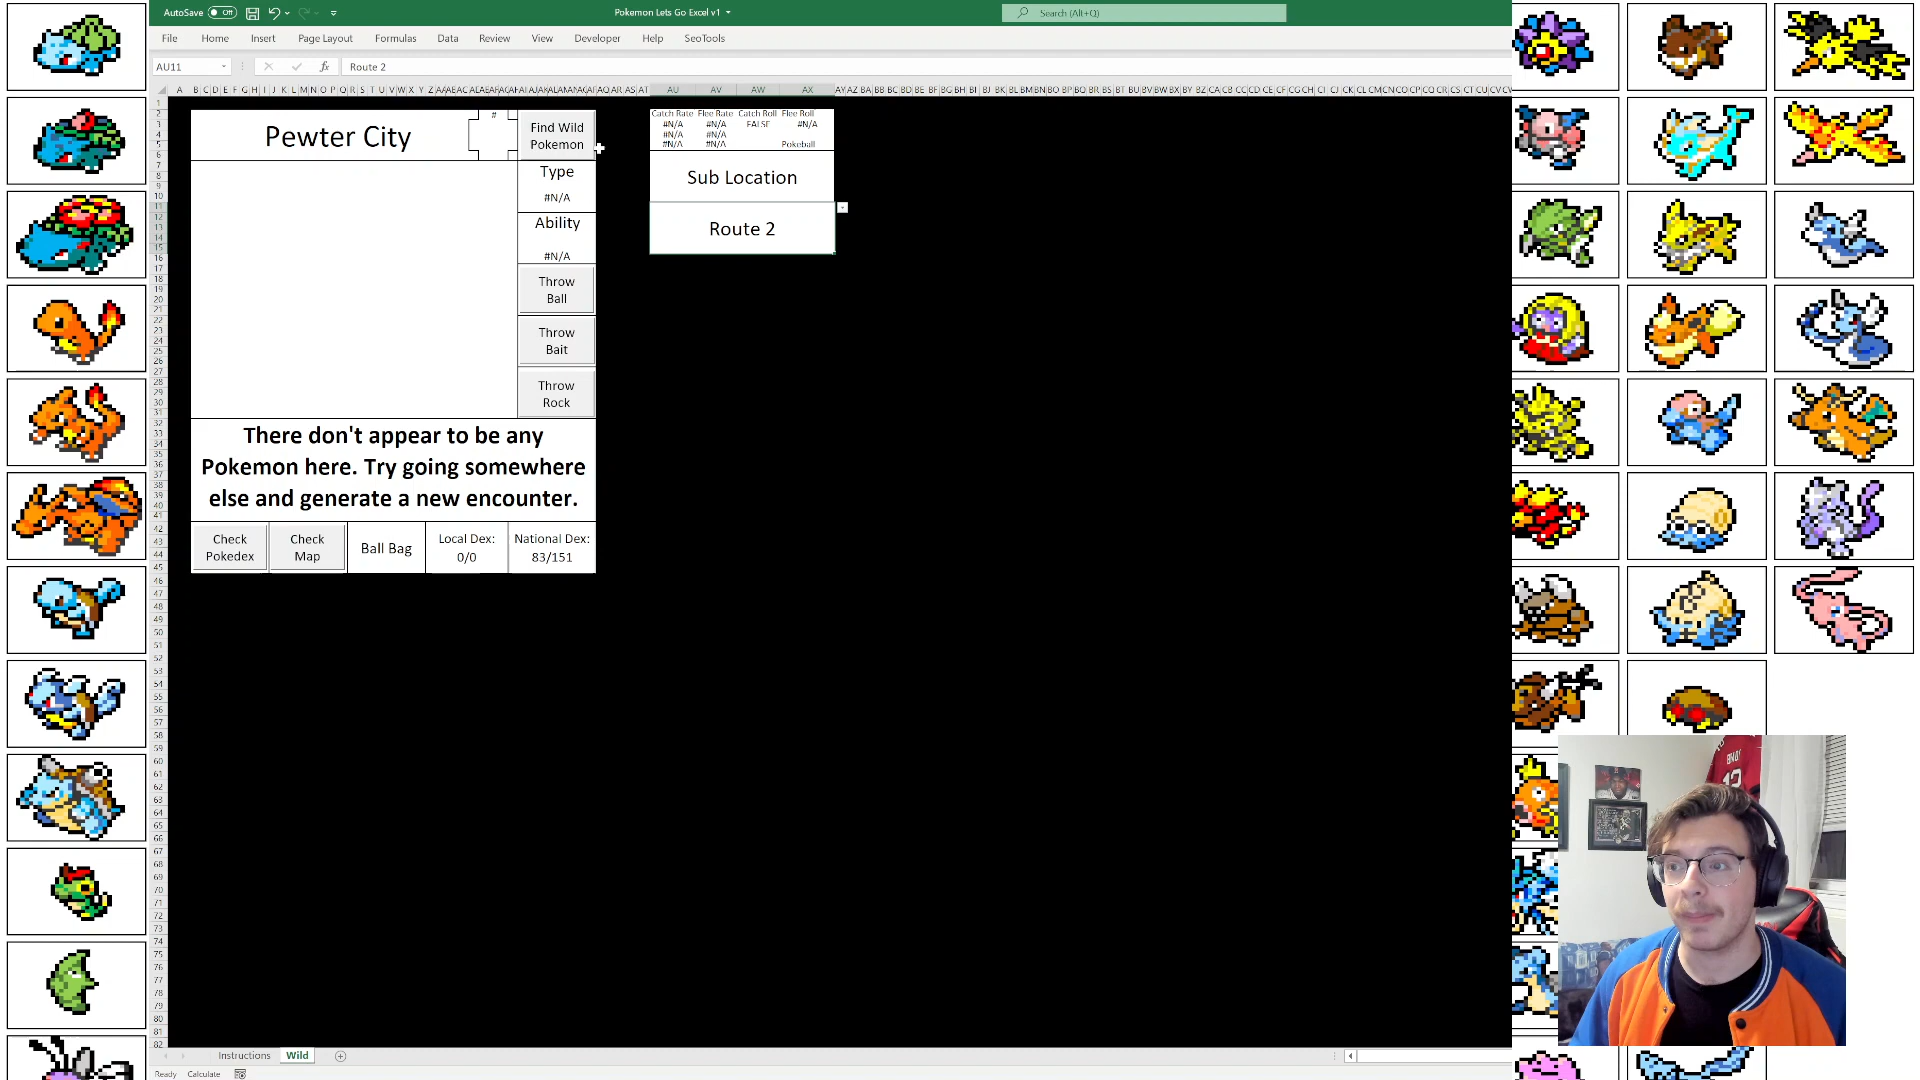 AutoSave Off
Pokemon Lets Go Excel v1
Search (Alt+Q)
File Home Insert Page Layout Formulas Data Review View Developer Help SeoTools
AU11
fx
Route 2
Pewter City
#
Find Wild
Pokemon
Type
#N/A
Ability
#N/A
Throw
Ball
Throw
Bait
Throw
Rock
There don't appear to be any
Pokemon here. Try going somewhere
else and generate a new encounter.
Check
Pokedex
Check
Map
Ball Bag
Local Dex:
0/0
National Dex:
83/151
Catch Rate Flee Rate Catch Roll Flee Roll
#N/A #N/A FALSE #N/A
#N/A #N/A
#N/A #N/A Pokeball
Sub Location
Route 2
Instructions Wild
Ready Calculate